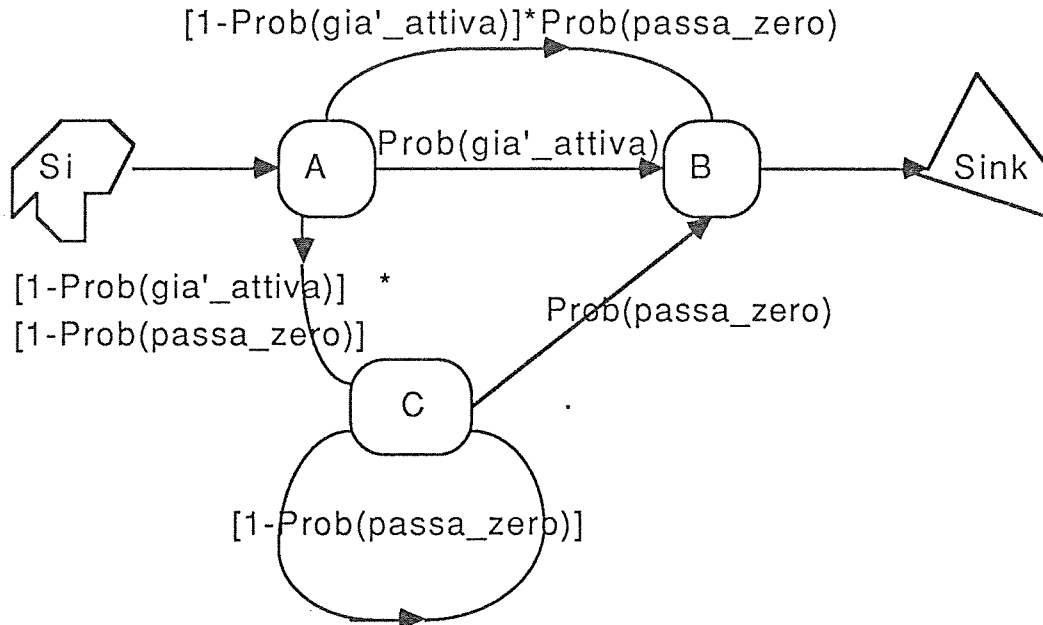 [1-Prob(gia'_attiva)]*Prob(passa_zero)
Si
A
Prob(gia'_attiva)
B
Sink
[1-Prob(gia'_attiva)] *
[1-Prob(passa_zero)]
Prob(passa_zero)
C
[1-Prob(passa_zero)]